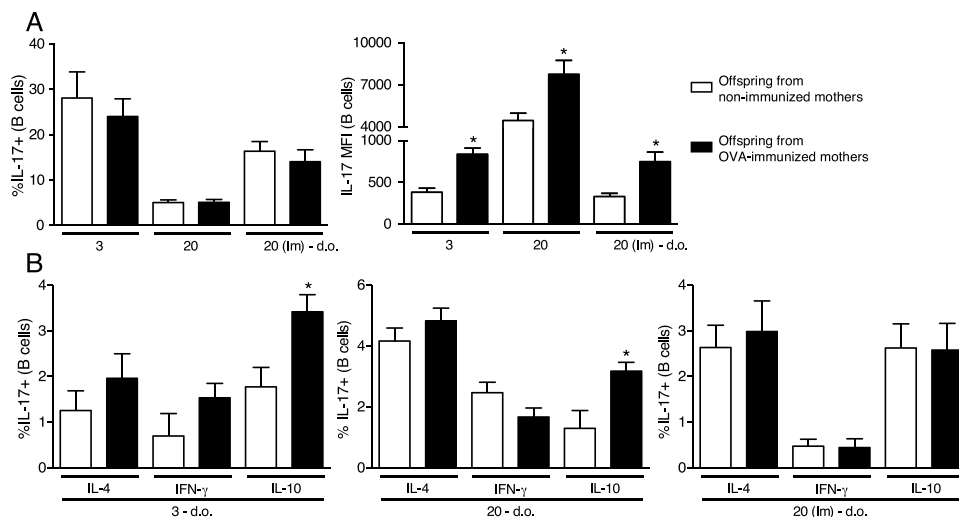 A
%IL-17+ (B cells)
40
30
20
10
0
3
20
20 (Im) - d.o.
IL-17 MFI (B cells)
10000
7000
4000
1000
500
0
*
*
*
3
20
20 (Im) - d.o.
Offspring from
non-immunized mothers
Offspring from
OVA-immunized mothers
B
%IL-17+ (B cells)
4
3
2
1
0
*
IL-4
IFN-γ
IL-10
3 - d.o.
% IL-17+ (B cells)
6
4
2
0
*
IL-4
IFN-γ
IL-10
20 - d.o.
% IL-17+ (B cells)
4
3
2
1
0
IL-4
IFN-γ
IL-10
20 (Im) - d.o.